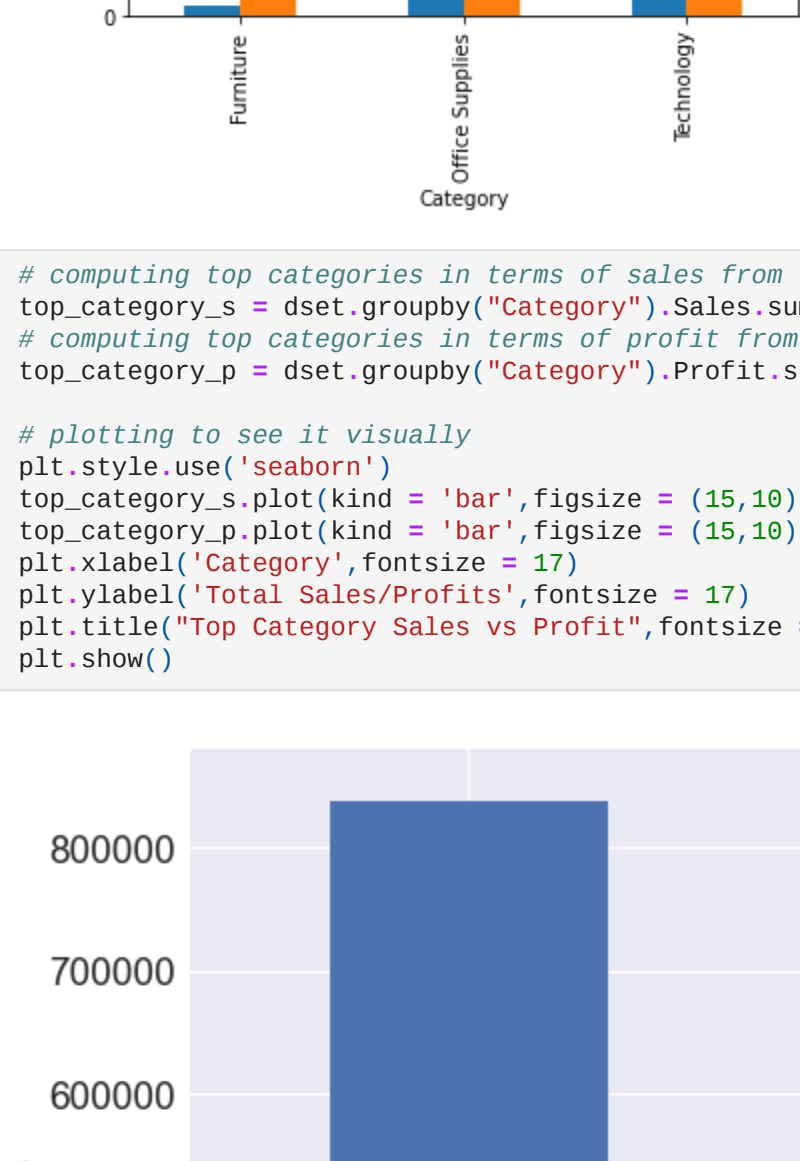 0
Furniture
Office Supplies
Technology
Category
# computing top categories in terms of sales from
top_category_s = dset.groupby("Category").Sales.su
# computing top categories in terms of profit from
top_category_p = dset.groupby("Category").Profit.s
# plotting to see it visually
plt.style.use('seaborn')
top_category_s.plot(kind = 'bar',figsize = (15,10)
top_category_p.plot(kind = 'bar',figsize = (15,10)
plt.xlabel('Category',fontsize = 17)
plt.ylabel('Total Sales/Profits',fontsize = 17)
plt.title("Top Category Sales vs Profit",fontsize
plt.show()
800000
700000
600000